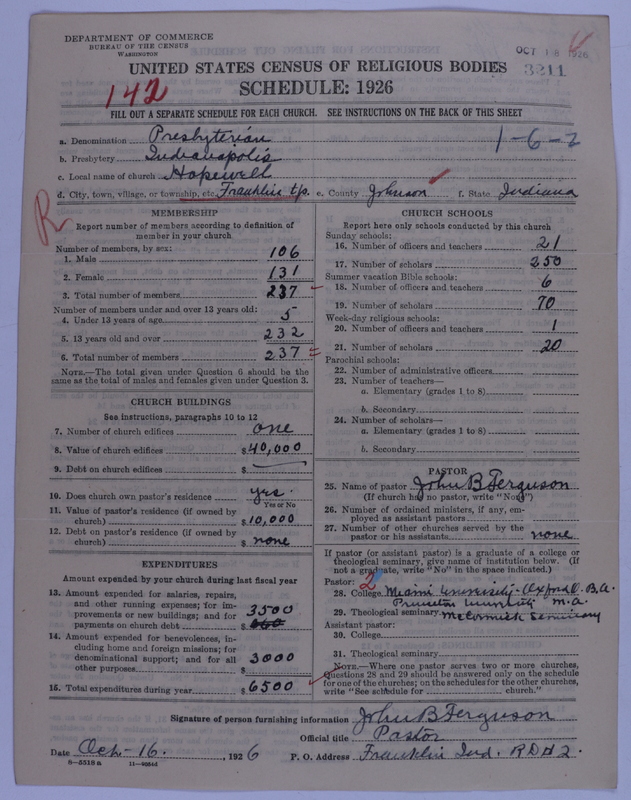 DEPARTMENT OF COMMERCE
BUREAU OF THE CENSUS
WASHINGTON
OCT 18 1926
3211
UNITED STATES CENSUS OF RELIGIOUS BODIES
SCHEDULE: 1926
142
FILL OUT A SEPARATE SCHEDULE FOR EACH CHURCH. SEE INSTRUCTIONS ON THE BACK OF THIS SHEET
1-6-2
a. Denomination Presbyterian
b. Presbytery Indianapolis
c. Local name of church Hopewell
d. City, town, village, or township, etc. Franklin tp. e. County Johnson f. State Indiana
R
MEMBERSHIP
Report number of members according to definition of member in your church
Number of members, by sex:
1. Male 106
2. Female 131
3. Total number of members 237
Number of members under and over 13 years old:
4. Under 13 years of age 5
5. 13 years old and over 232
6. Total number of members 237
NOTE.—The total given under Question 6 should be
same as the total of males and females given under Question 3.
CHURCH BUILDINGS
See instructions, paragraphs 10 to 12
7. Number of church edifices one
8. Value of church edifices $40,000
9. Debt on church edifices $
10. Does church own pastor's residence yes.
Yes or No
11. Value of pastor's residence (if owned by
church) $10,000
12. Debt on pastor's residence (if owned by
church) $ none
EXPENDITURES
Amount expended by your church during last fiscal year
13. Amount expended for salaries, repairs,
and other running expenses; for im-
provements or new buildings; and for
payments on church debt 3500
14. Amount expended for benevolences, in-
cluding home and foreign missions; for
denominational support; and for all
other purposes $3000
15. Total expenditures during year $6500
CHURCH SCHOOLS
Report here only schools conducted by this church
Sunday schools:
16. Number of officers and teachers 21
17. Number of scholars 250
Summer vacation Bible schools:
18. Number of officers and teachers 6
19. Number of scholars 70
Week-day religious schools:
20. Number of officers and teachers 1
21. Number of scholars 20
Parochial schools:
22. Number of administrative officers
23. Number of teachers—
a. Elementary (grades 1 to 8)
b. Secondary
24. Number of scholars—
a. Elementary (grades 1 to 8)
b. Secondary
PASTOR
25. Name of pastor John B Ferguson
(If church has no pastor, write "None")
26. Number of ordained ministers, if any, em-
ployed as assistant pastors
27. Number of other churches served by the
pastor or his assistants none
If pastor (or assistant pastor) is a graduate of a college or
theological seminary, give name of institution below. (If
not a graduate, write "No" in the space indicated.)
Pastor: 2
28. College Miami University-Oxford O. B.A.
Princeton University M.A.
29. Theological seminary McCormick Seminary
Assistant pastor:
30. College
31. Theological seminary
NOTE.—Where one pastor serves two or more churches,
Questions 28 and 29 should be answered only on the schedule
for one of the churches; on the schedules for the other churches,
write "See schedule for church."
Signature of person furnishing information John B Ferguson
Official title Pastor
Date Oct-16, 1926 P. O. Address Franklin Ind. RD#2.
8-5518a